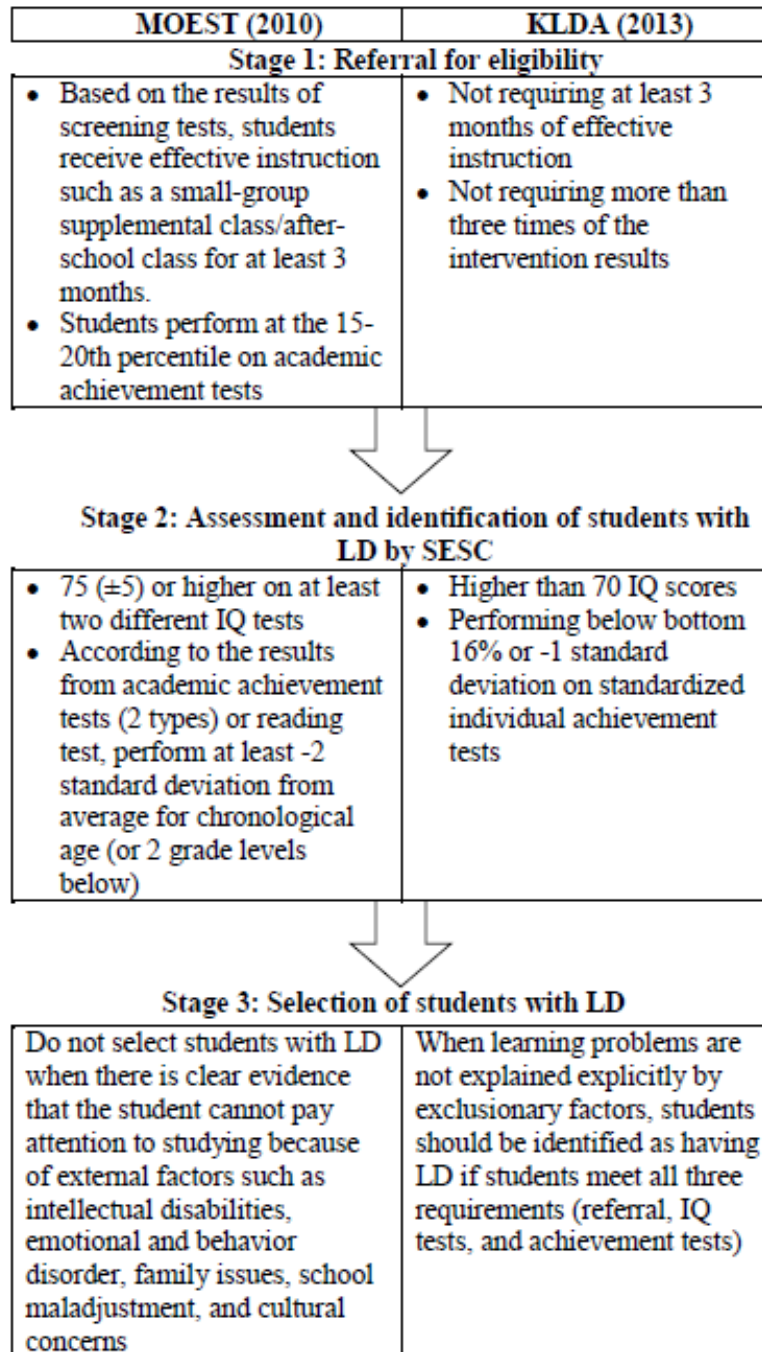 MOEST (2010)
KLDA (2013)
Stage 1: Referral for eligibility
• Based on the results of
screening tests, students
receive effective instruction
such as a small-group
supplemental class/after-
school class for at least 3
months.
• Students perform at the 15-
20th percentile on academic
achievement tests
• Not requiring at least 3
months of effective
instruction
• Not requiring more than
three times of the
intervention results
Stage 2: Assessment and identification of students with
LD by SESC
• 75 (±5) or higher on at least
two different IQ tests
• According to the results
from academic achievement
tests (2 types) or reading
test, perform at least -2
standard deviation from
average for chronological
age (or 2 grade levels
below)
• Higher than 70 IQ scores
• Performing below bottom
16% or -1 standard
deviation on standardized
individual achievement
tests
Stage 3: Selection of students with LD
Do not select students with LD
when there is clear evidence
that the student cannot pay
attention to studying because
of external factors such as
intellectual disabilities,
emotional and behavior
disorder, family issues, school
maladjustment, and cultural
concerns
When learning problems are
not explained explicitly by
exclusionary factors, students
should be identified as having
LD if students meet all three
requirements (referral, IQ
tests, and achievement tests)